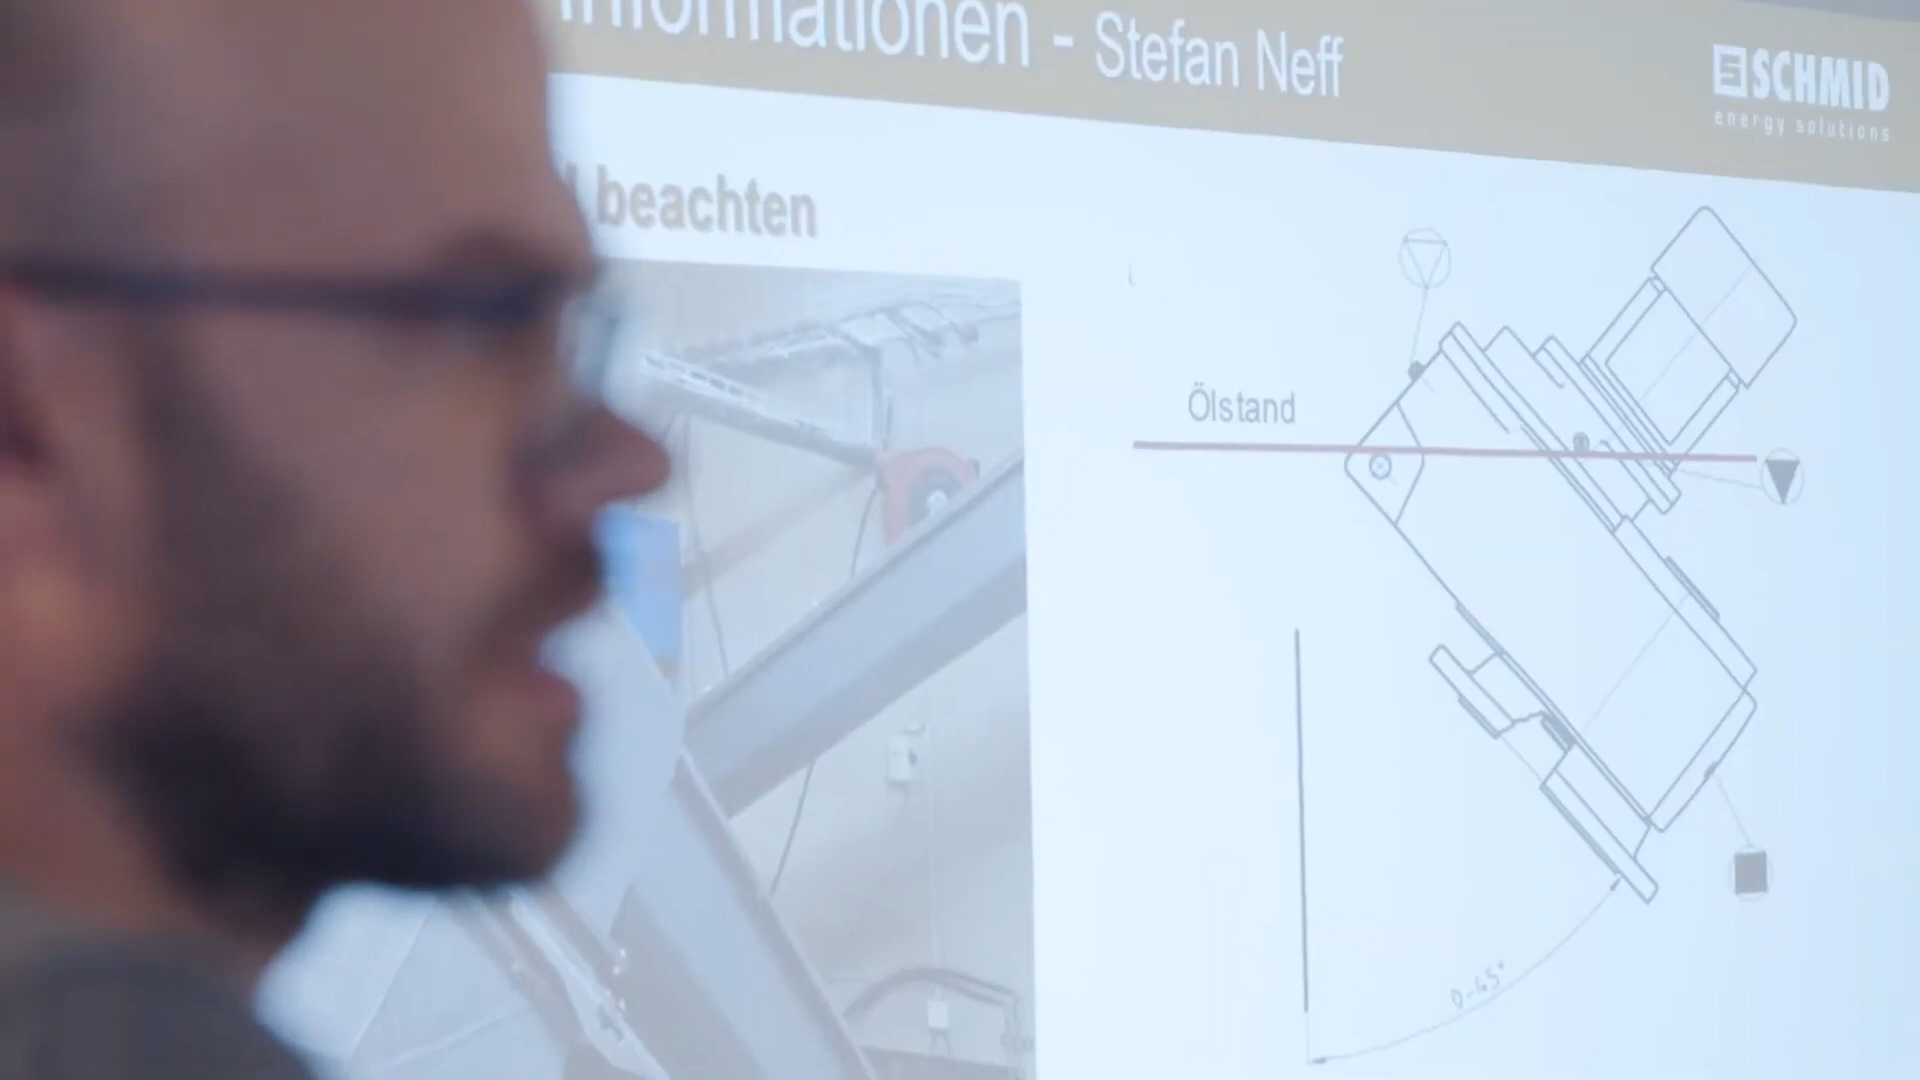 Informationen - Stefan Neff
SCHMID
energy solutions
beachten
Ölstand
0-45°